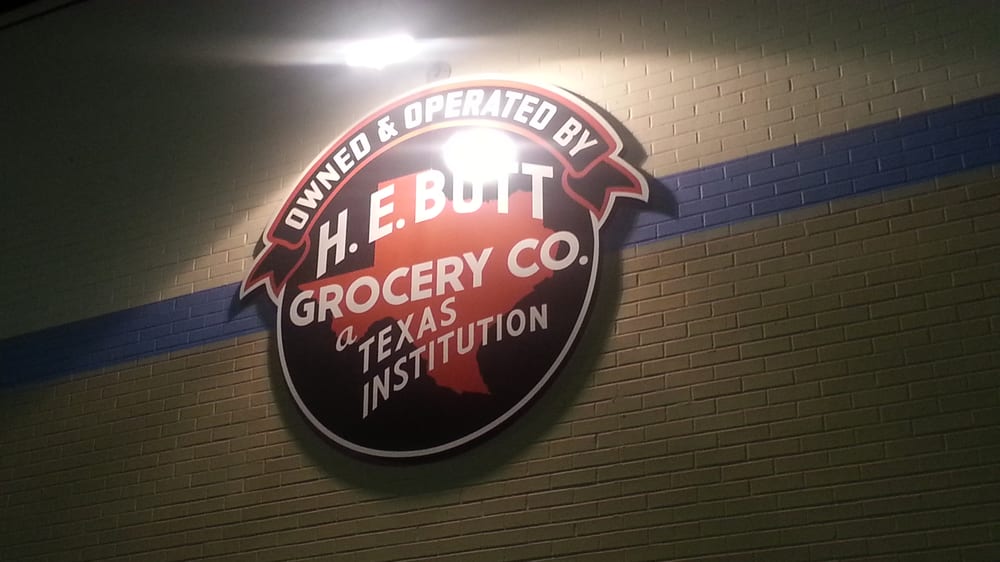 OWNED & OPERATED BY
H. E. BUTT
GROCERY CO.
a TEXAS
INSTITUTION